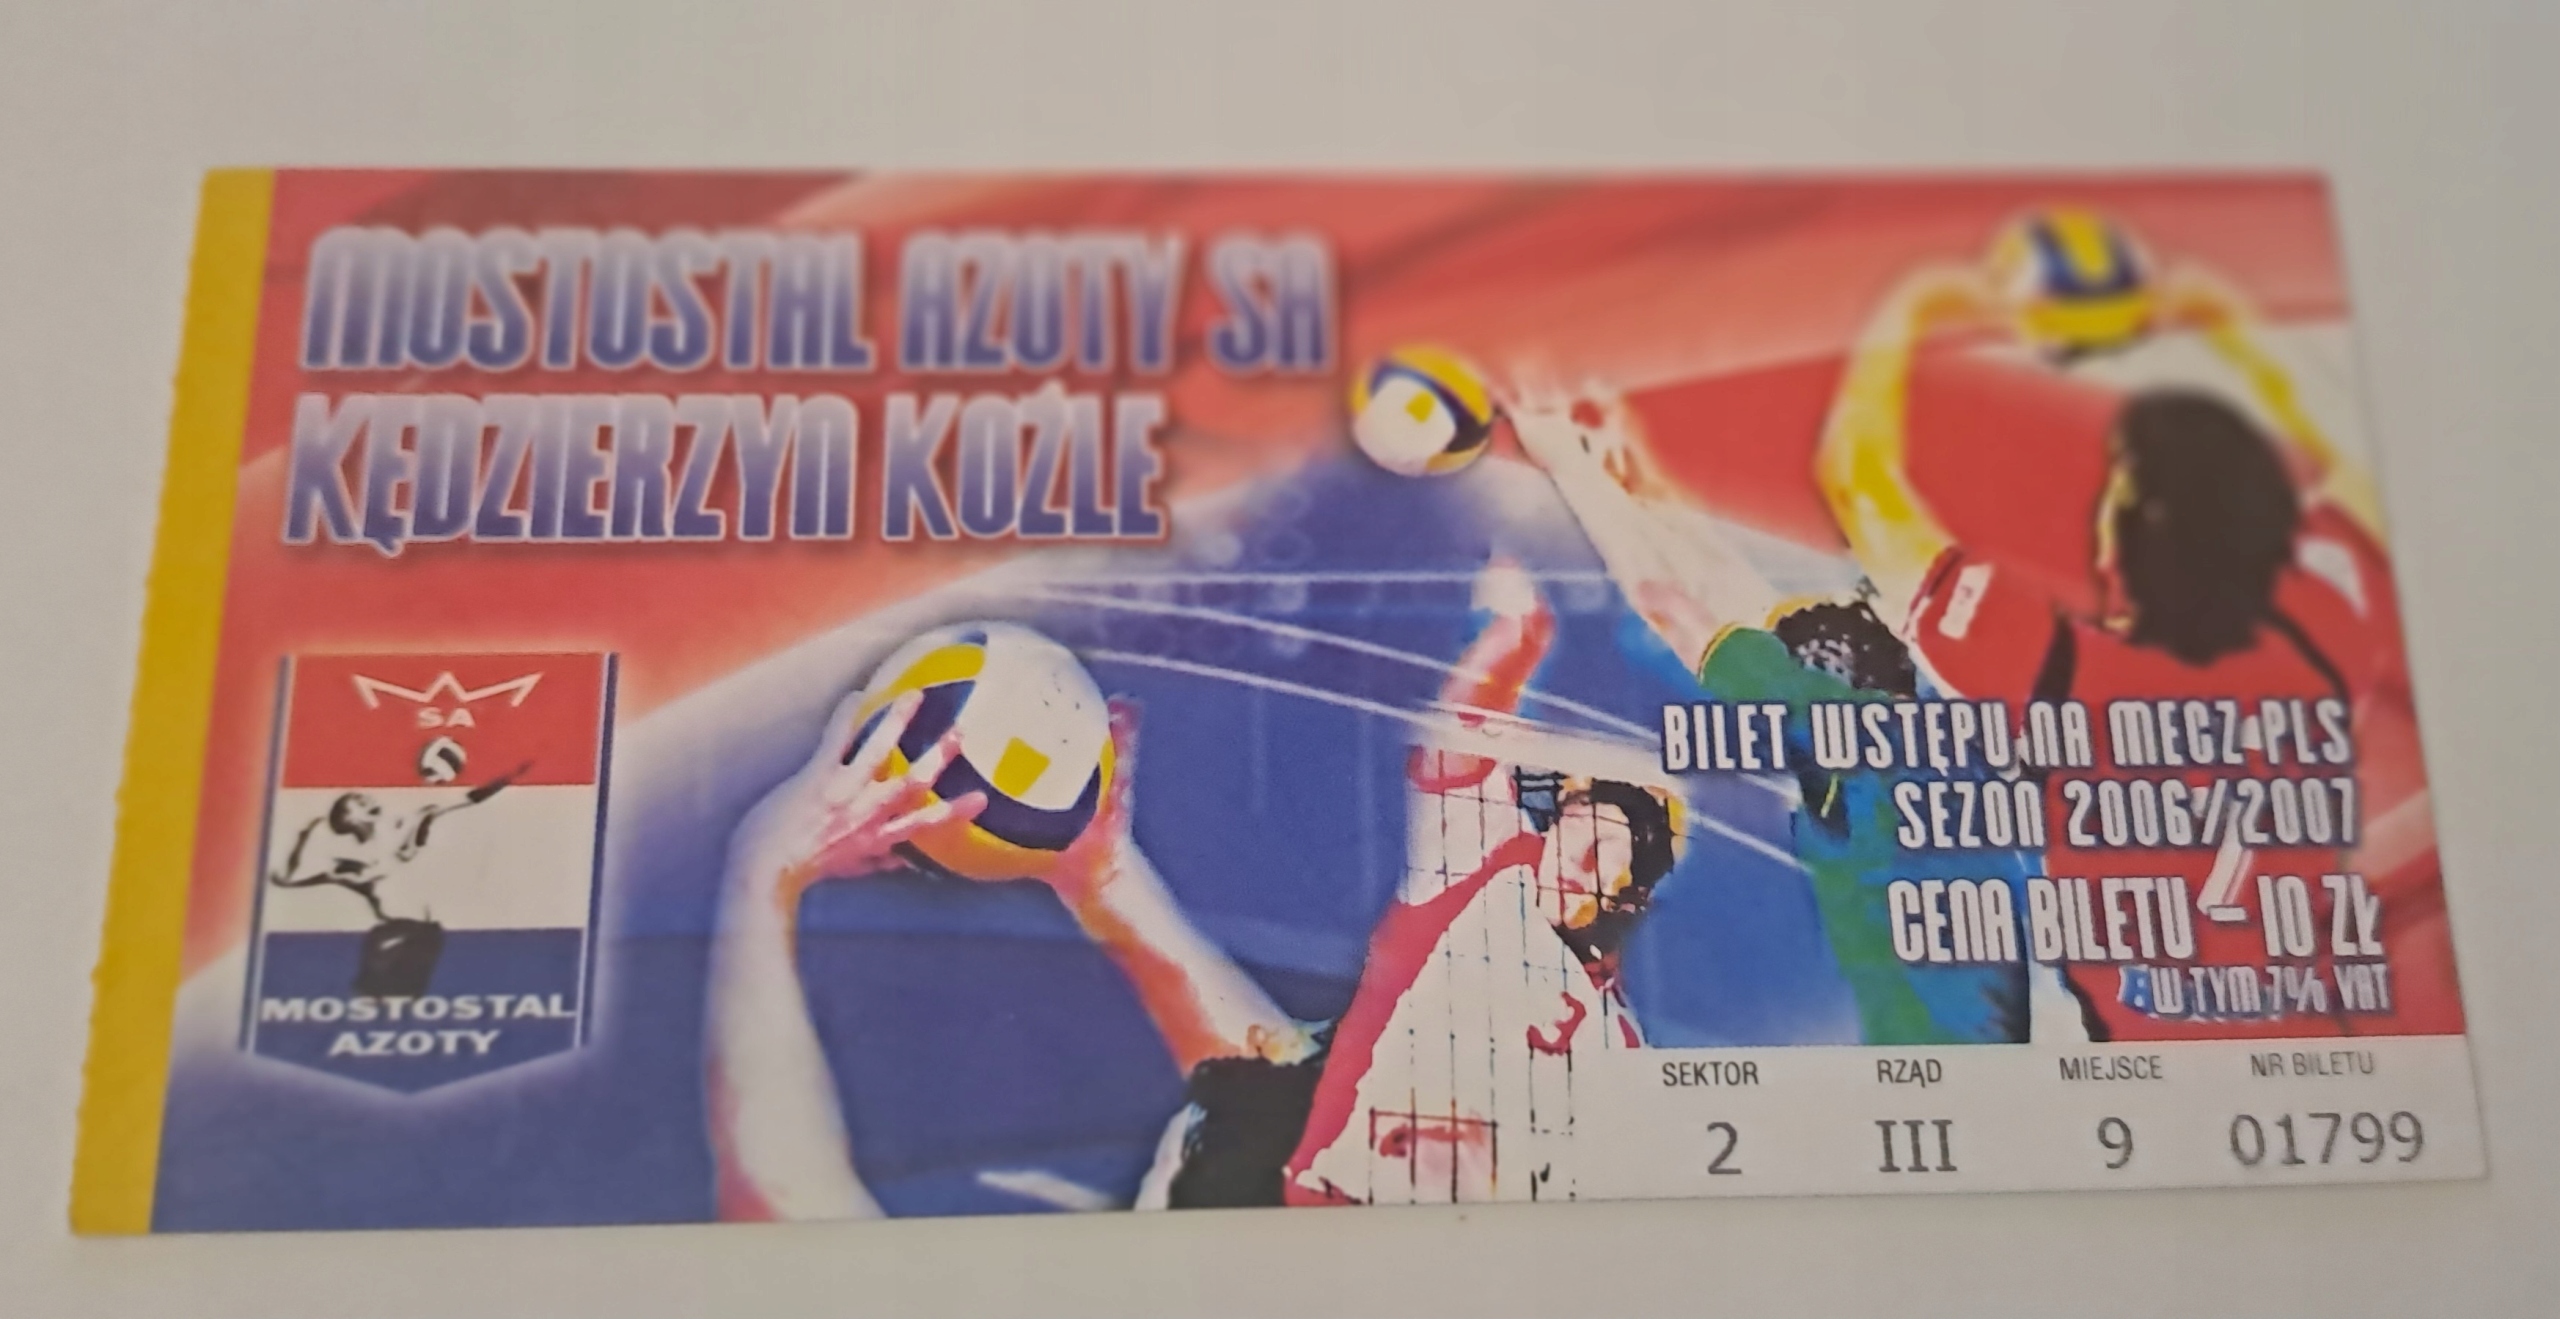 MOSTOSTAL AZOTY SA
KĘDZIERZYN KOŹLE
SA
MOSTOSTAL
AZOTY
BILET WSTĘPU NA MECZ PLS
SEZON 2006/2007
CENA BILETU - 10 ZŁ
W TYM 7% VAT
SEKTOR RZĄD MIEJSCE NR BILETU
2 III 9 01799